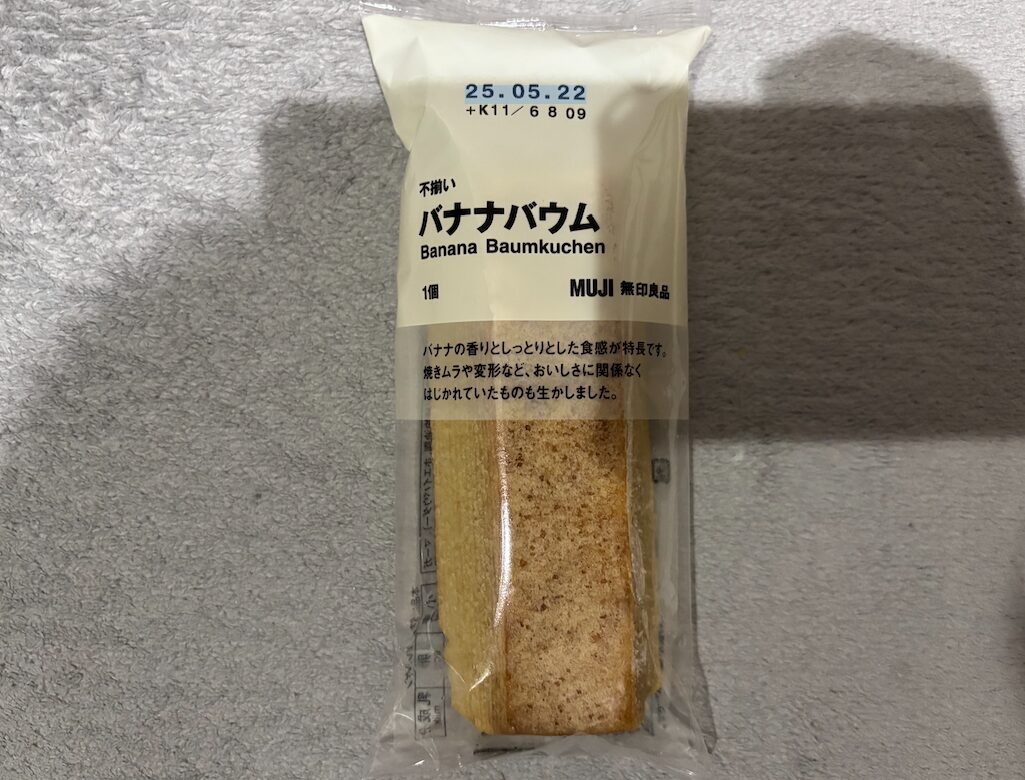 25.05.22
+K11/ 6 8 09
不揃い
バナナバウム
Banana Baumkuchen
1個 MUJI 無印良品
バナナの香りとしっとりとした食感が特長です。
焼きムラや変形など、おいしさに関係なく
はじかれていたものも生かしました。